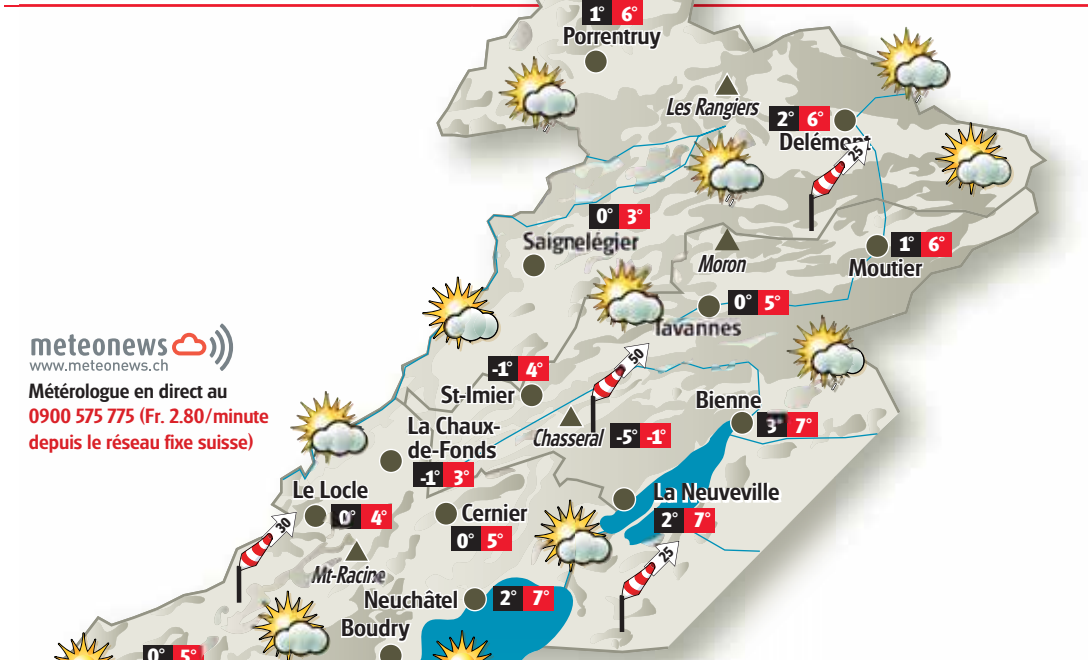 1° 6°
Porrentruy
Les Rangiers
2° 6°
Delémont
25
0° 3°
Saignelégier
Moron
1° 6°
Moutier
0° 5°
Tavannes
meteonews
www.meteonews.ch
Météorologue en direct au
0900 575 775 (Fr. 2.80/minute
depuis le réseau fixe suisse)
50
-1° 4°
St-Imier
Bienne
3° 7°
Chasseral -5° -1°
La Chaux-
de-Fonds
-1° 3°
Le Locle
0° 4°
Cernier
0° 5°
La Neuveville
2° 7°
30
Mt-Racine
25
Neuchâtel 2° 7°
Boudry
0° 5°